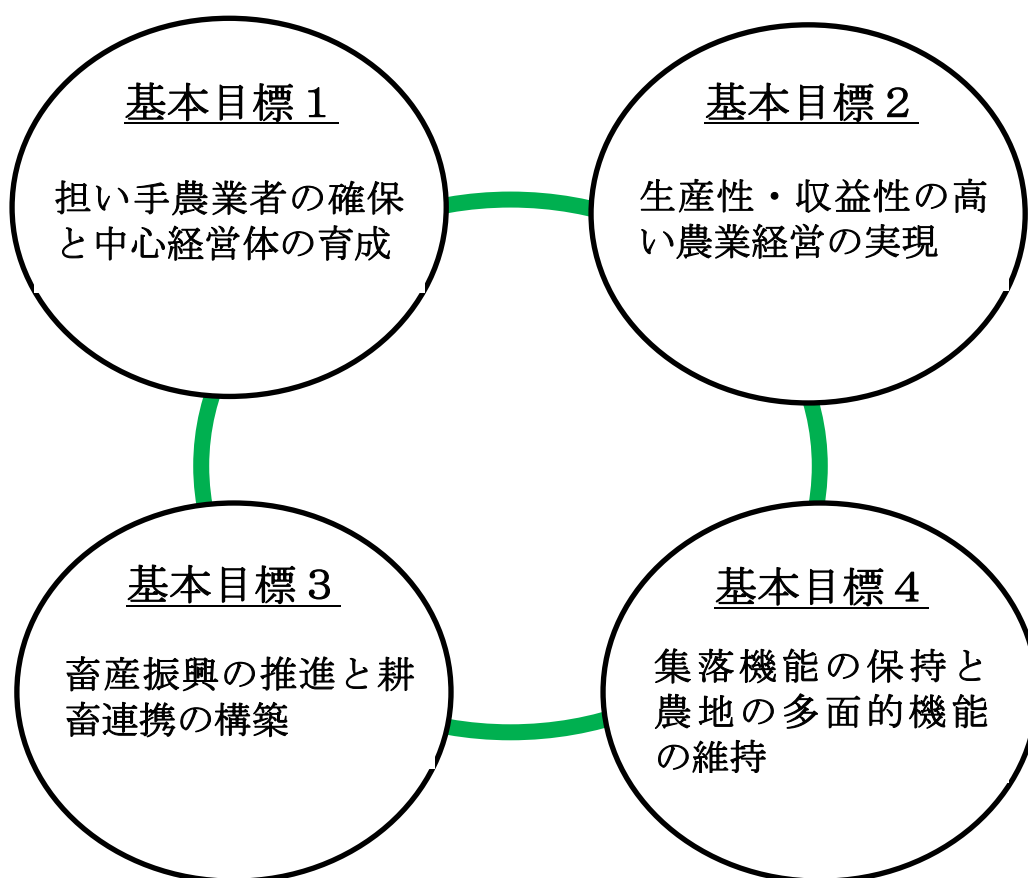 基本目標１
担い手農業者の確保
と中心経営体の育成
基本目標２
生産性・収益性の高
い農業経営の実現
基本目標３
畜産振興の推進と耕
畜連携の構築
基本目標４
集落機能の保持と
農地の多面的機能
の維持